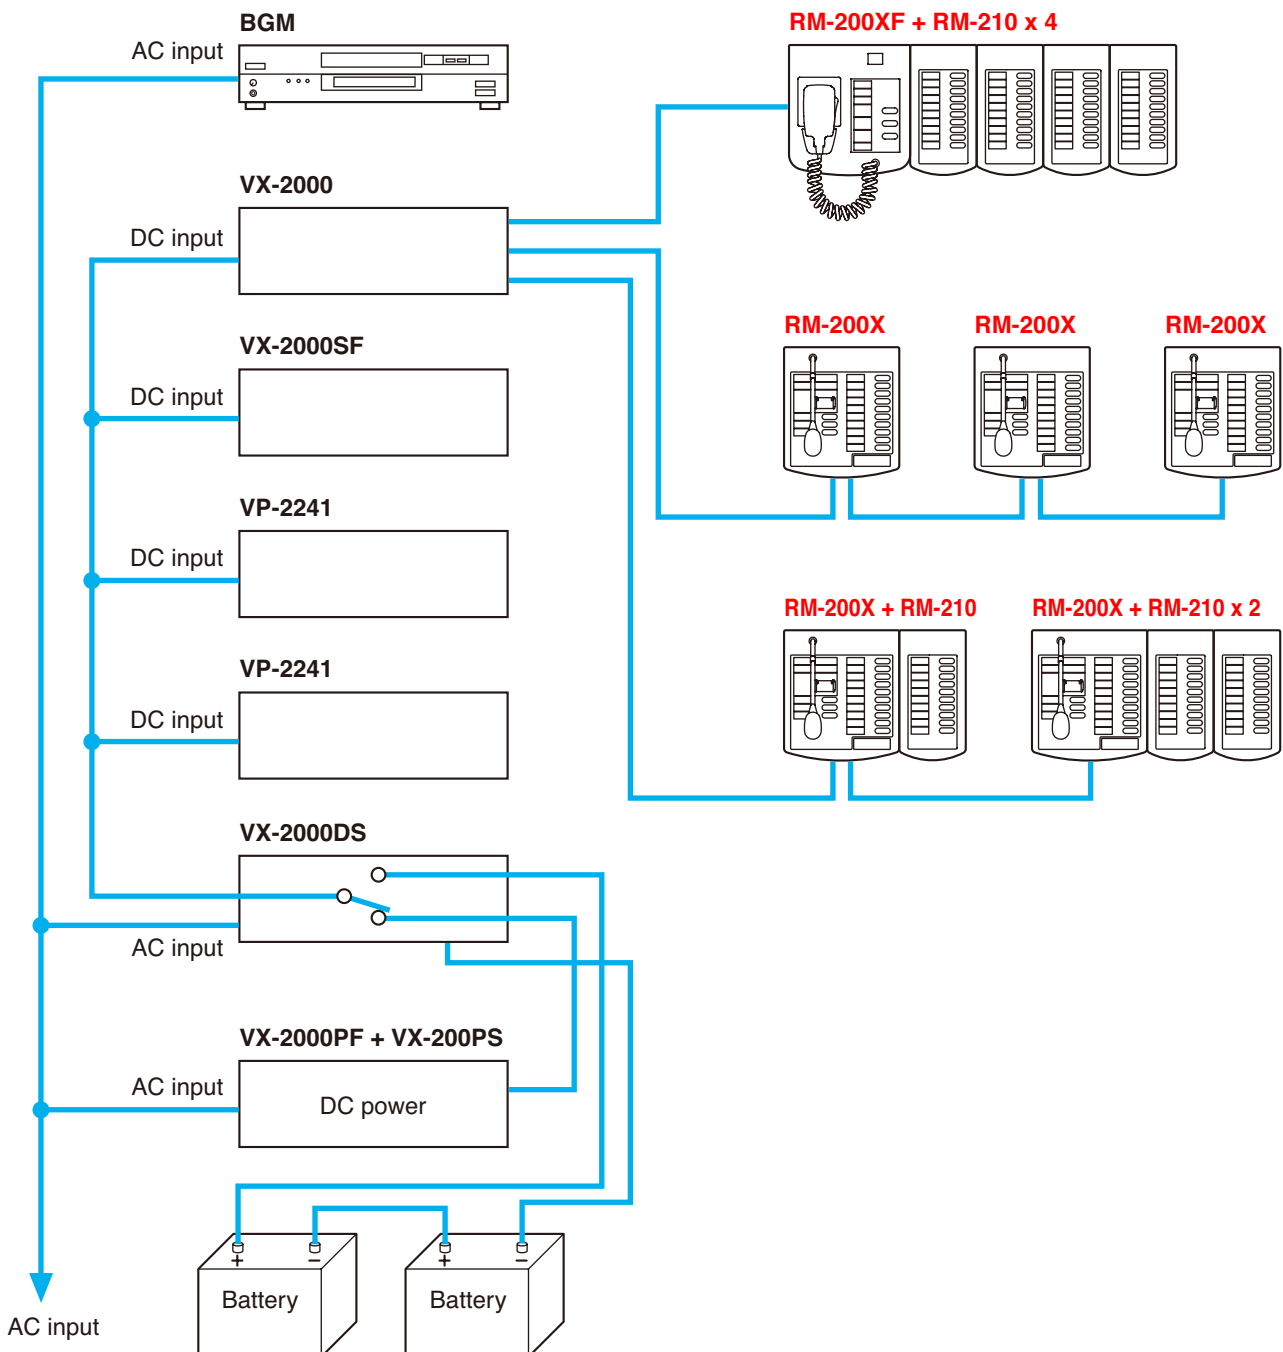 BGM
AC input
RM-200XF + RM-210 x 4
VX-2000
DC input
RM-200X
RM-200X
RM-200X
VX-2000SF
DC input
VP-2241
DC input
RM-200X + RM-210
RM-200X + RM-210 x 2
VP-2241
DC input
VX-2000DS
AC input
VX-2000PF + VX-200PS
AC input
DC power
+
−
+
−
Battery
Battery
AC input